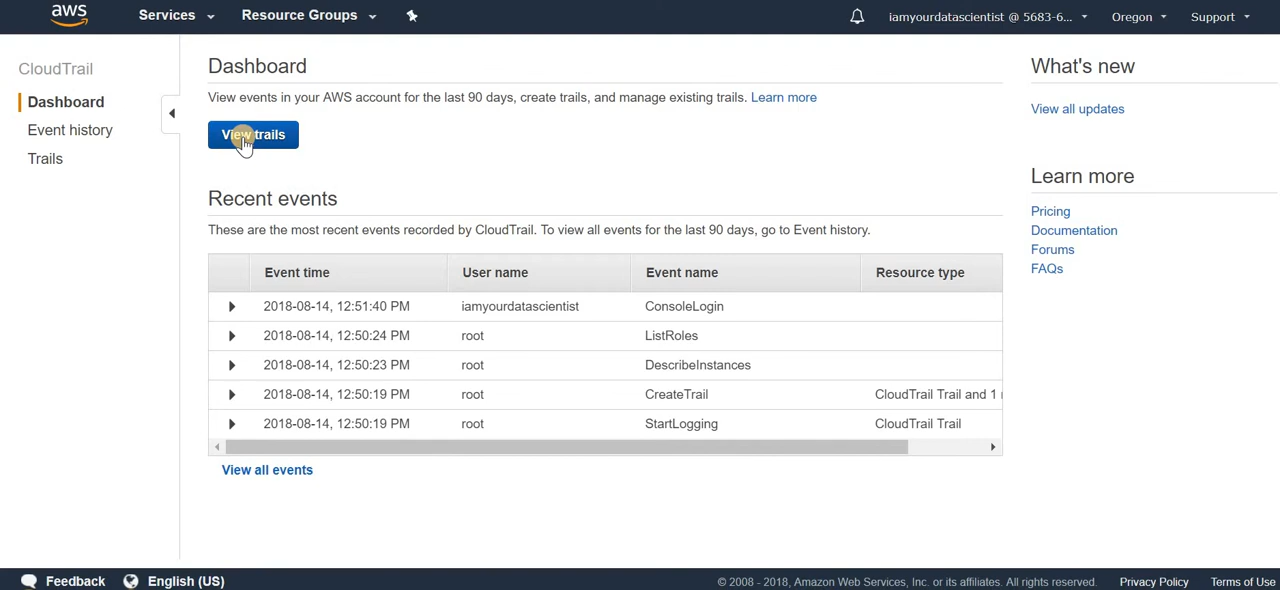 aws Services Resource Groups iamyourdatascientist @ 5683-6... Oregon Support
CloudTrail
Dashboard
Event history
Trails
Dashboard
View events in your AWS account for the last 90 days, create trails, and manage existing trails. Learn more
View trails
Recent events
These are the most recent events recorded by CloudTrail. To view all events for the last 90 days, go to Event history.
Event time User name Event name Resource type
2018-08-14, 12:51:40 PM iamyourdatascientist ConsoleLogin
2018-08-14, 12:50:24 PM root ListRoles
2018-08-14, 12:50:23 PM root DescribeInstances
2018-08-14, 12:50:19 PM root CreateTrail CloudTrail Trail and 1
2018-08-14, 12:50:19 PM root StartLogging CloudTrail Trail
View all events
What's new
View all updates
Learn more
Pricing
Documentation
Forums
FAQs
Feedback English (US) © 2008 - 2018, Amazon Web Services, Inc. or its affiliates. All rights reserved. Privacy Policy Terms of Use